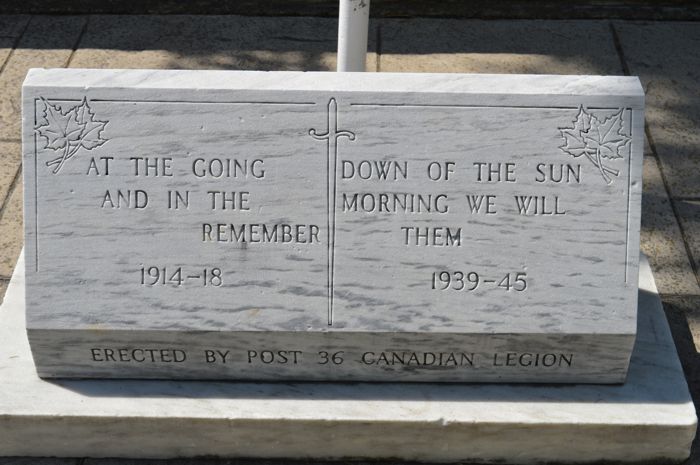 AT THE GOING DOWN OF THE SUN
AND IN THE MORNING WE WILL
REMEMBER THEM
1914-18 1939-45
ERECTED BY POST 36 CANADIAN LEGION